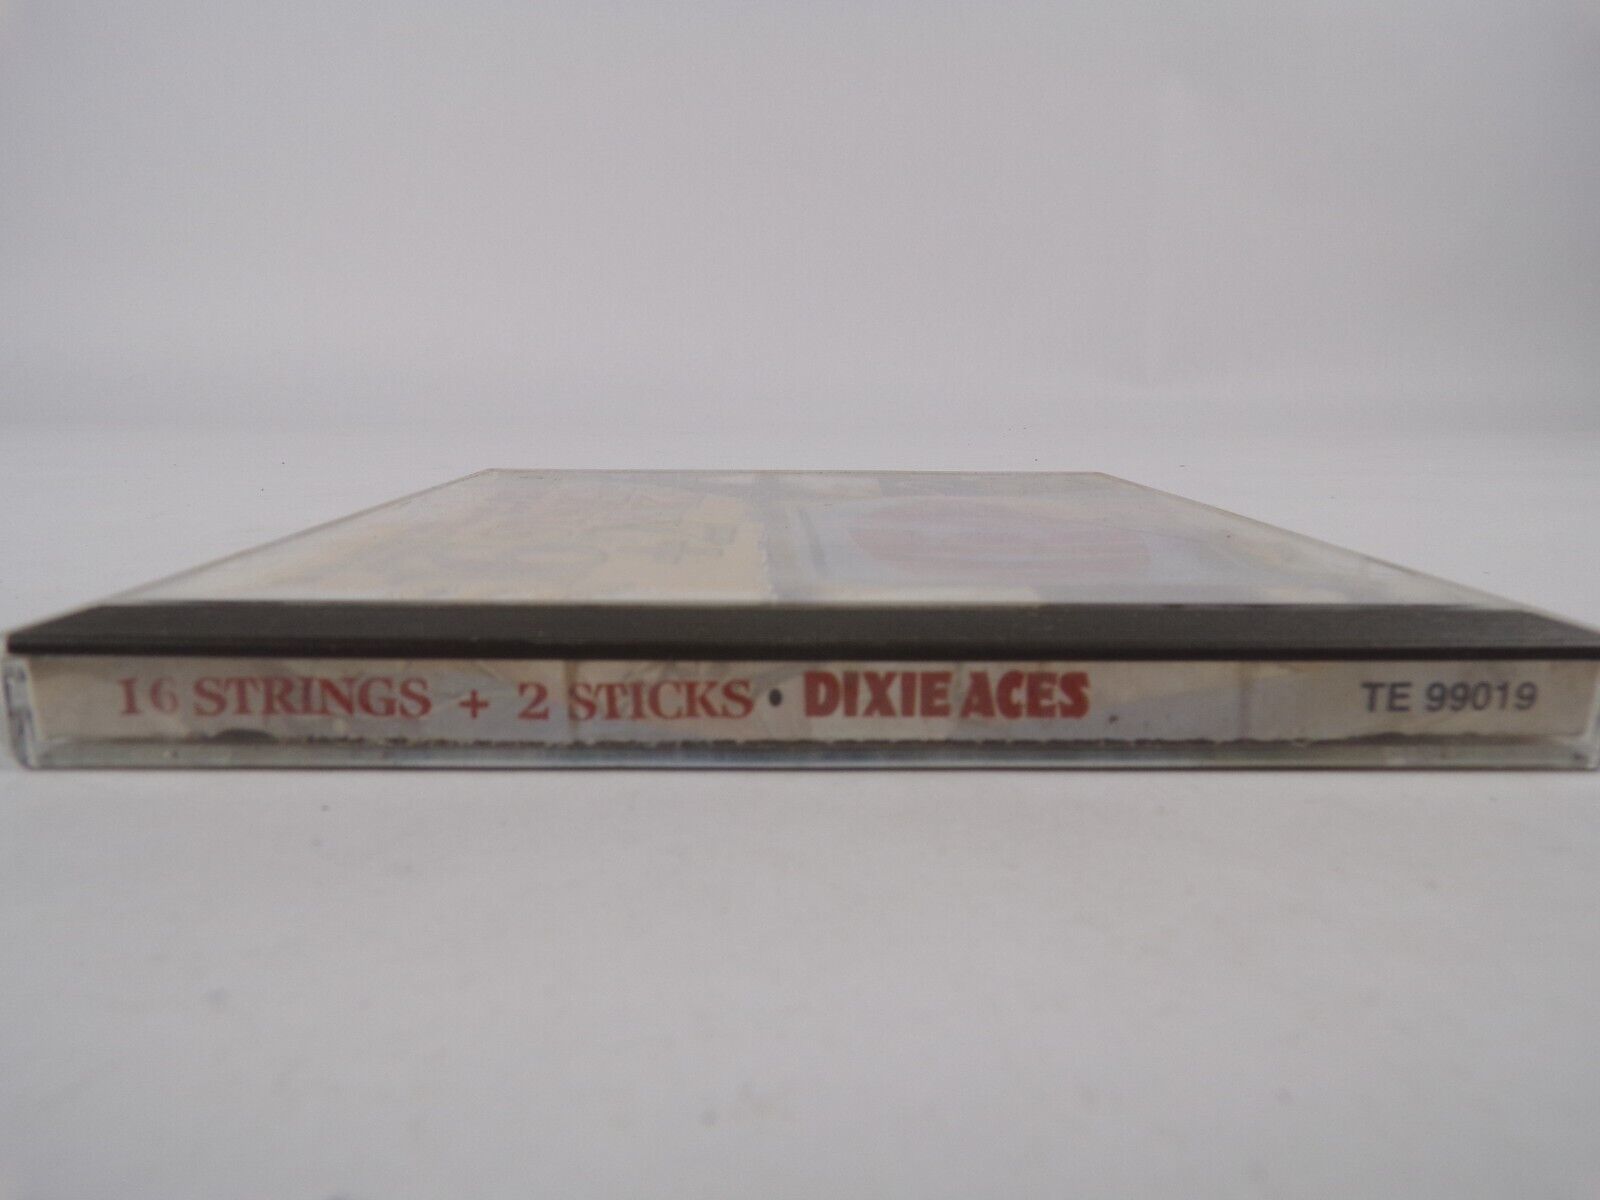 16 STRINGS + 2 STICKS • DIXIE ACES TE 99019